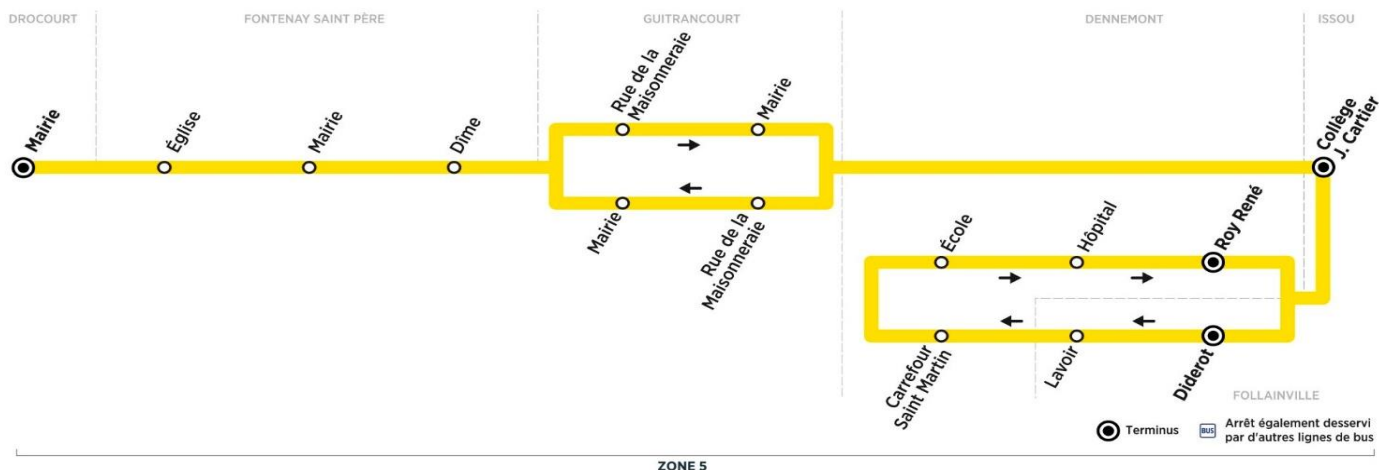 DROCOURT
FONTENAY SAINT PÈRE
GUITRANCOURT
DENNEMONT
ISSOU
Mairie
Église
Mairie
Dîme
Rue de la
Maisonneraie
Mairie
Collège
J. Cartier
Mairie
Rue de la
Maisonneraie
École
Hôpital
Roy René
Carrefour
Saint Martin
Lavoir
Diderot
FOLLAINVILLE
Terminus
BUS
Arrêt également desservi
par d'autres lignes de bus
ZONE 5